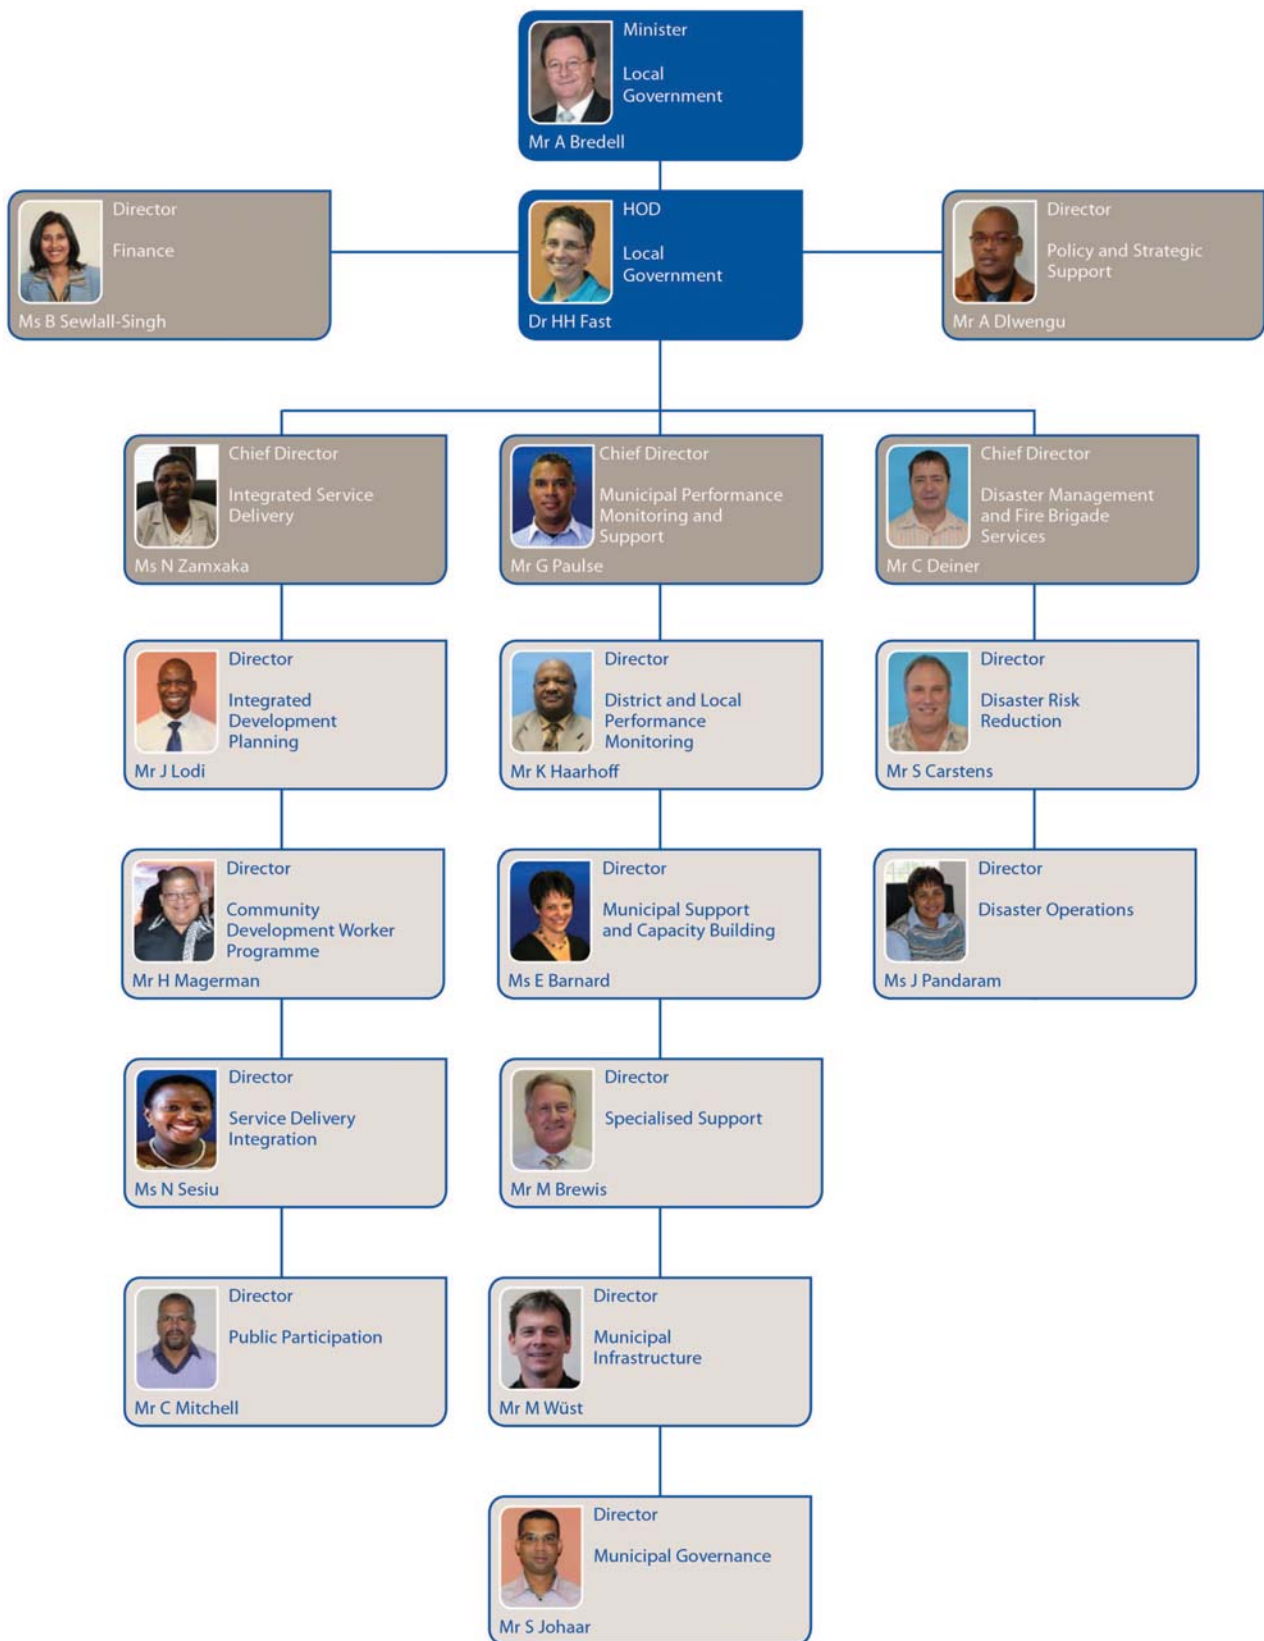 Minister
Local
Government
Mr A Bredell
Director
Finance
Ms B Sewlall-Singh
HOD
Local
Government
Dr HH Fast
Director
Policy and Strategic
Support
Mr A Dlwengu
Chief Director
Integrated Service
Delivery
Ms N Zamxaka
Chief Director
Municipal Performance
Monitoring and
Support
Mr G Paulse
Chief Director
Disaster Management
and Fire Brigade
Services
Mr C Deiner
Director
Integrated
Development
Planning
Mr J Lodi
Director
District and Local
Performance
Monitoring
Mr K Haarhoff
Director
Disaster Risk
Reduction
Mr S Carstens
Director
Community
Development Worker
Programme
Mr H Magerman
Director
Municipal Support
and Capacity Building
Ms E Barnard
Director
Disaster Operations
Ms J Pandaram
Director
Service Delivery
Integration
Ms N Sesiu
Director
Specialised Support
Mr M Brewis
Director
Public Participation
Mr C Mitchell
Director
Municipal
Infrastructure
Mr M Wüst
Director
Municipal Governance
Mr S Johaar